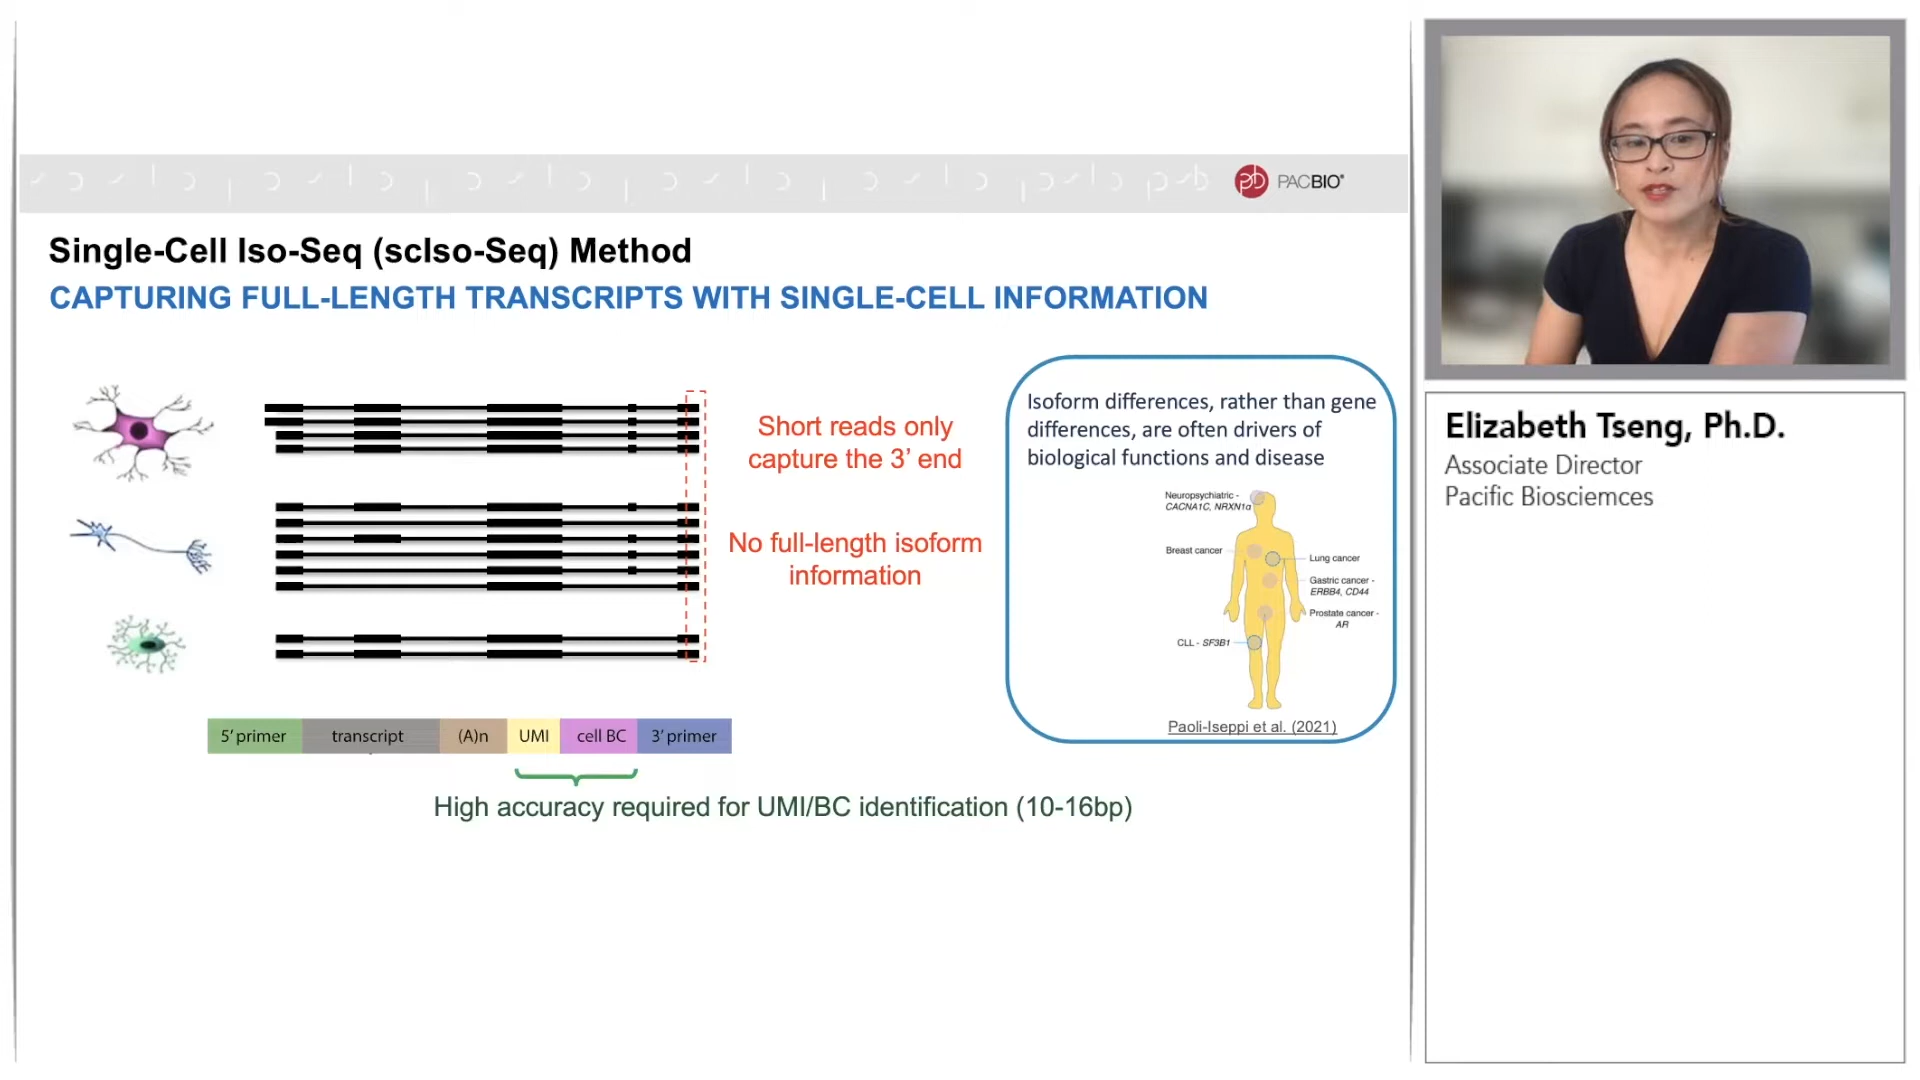 PACBIO®
Single-Cell Iso-Seq (scIso-Seq) Method
CAPTURING FULL-LENGTH TRANSCRIPTS WITH SINGLE-CELL INFORMATION
Short reads only
capture the 3’ end
No full-length isoform
information
Isoform differences, rather than gene
differences, are often drivers of
biological functions and disease
Neuropsychiatric -
CACNA1C, NRXN1α
Breast cancer
Lung cancer
Gastric cancer -
ERBB4, CD44
Prostate cancer -
AR
CLL - SF3B1
Paoli-Iseppi et al. (2021)
5’ primer transcript (A)n UMI cell BC 3’ primer
High accuracy required for UMI/BC identification (10-16bp)
Elizabeth Tseng, Ph.D.
Associate Director
Pacific Biosciemces